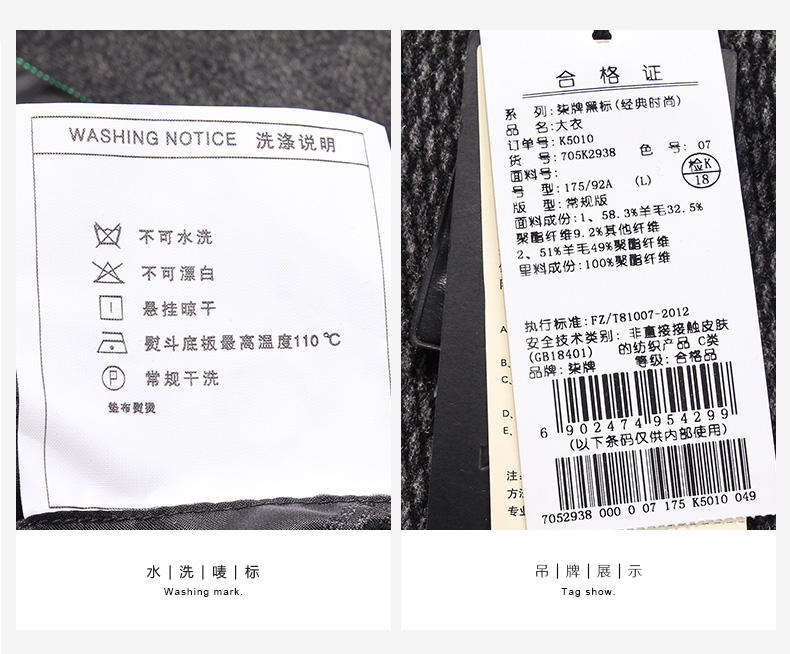 WASHING NOTICE 洗涤说明
不可水洗
不可漂白
悬挂晾干
熨斗底板最高温度110℃
P 常规干洗
垫布熨烫
水|洗|唛|标
Washing mark.
合格证
系 列:柒牌黑标(经典时尚)
品 名:大衣
订单号:K5010
货 号:705K2938 色 号: 07
面料号:
检K
18
号 型:175/92A (L)
版 型:常规版
面料成份:1、58.3%羊毛32.5%
聚酯纤维9.2%其他纤维
2、51%羊毛49%聚酯纤维
里料成份:100%聚酯纤维
执行标准:FZ/T81007-2012
安全技术类别: 非直接接触皮肤
(GB18401) 的纺织产品 C类
品牌:柒牌 等级:合格品
6 902474 954299
(以下条码仅供内部使用)
7052938 000 0 07 175 K5010 049
A
B、
C、
D、
E、
注:
方法
专业
吊|牌|展|示
Tag show.